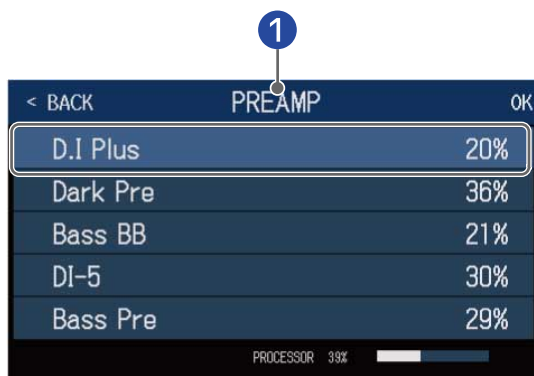 1
< BACK PREAMP OK
D.I Plus 20%
Dark Pre 36%
Bass BB 21%
DI-5 30%
Bass Pre 29%
PROCESSOR 39%